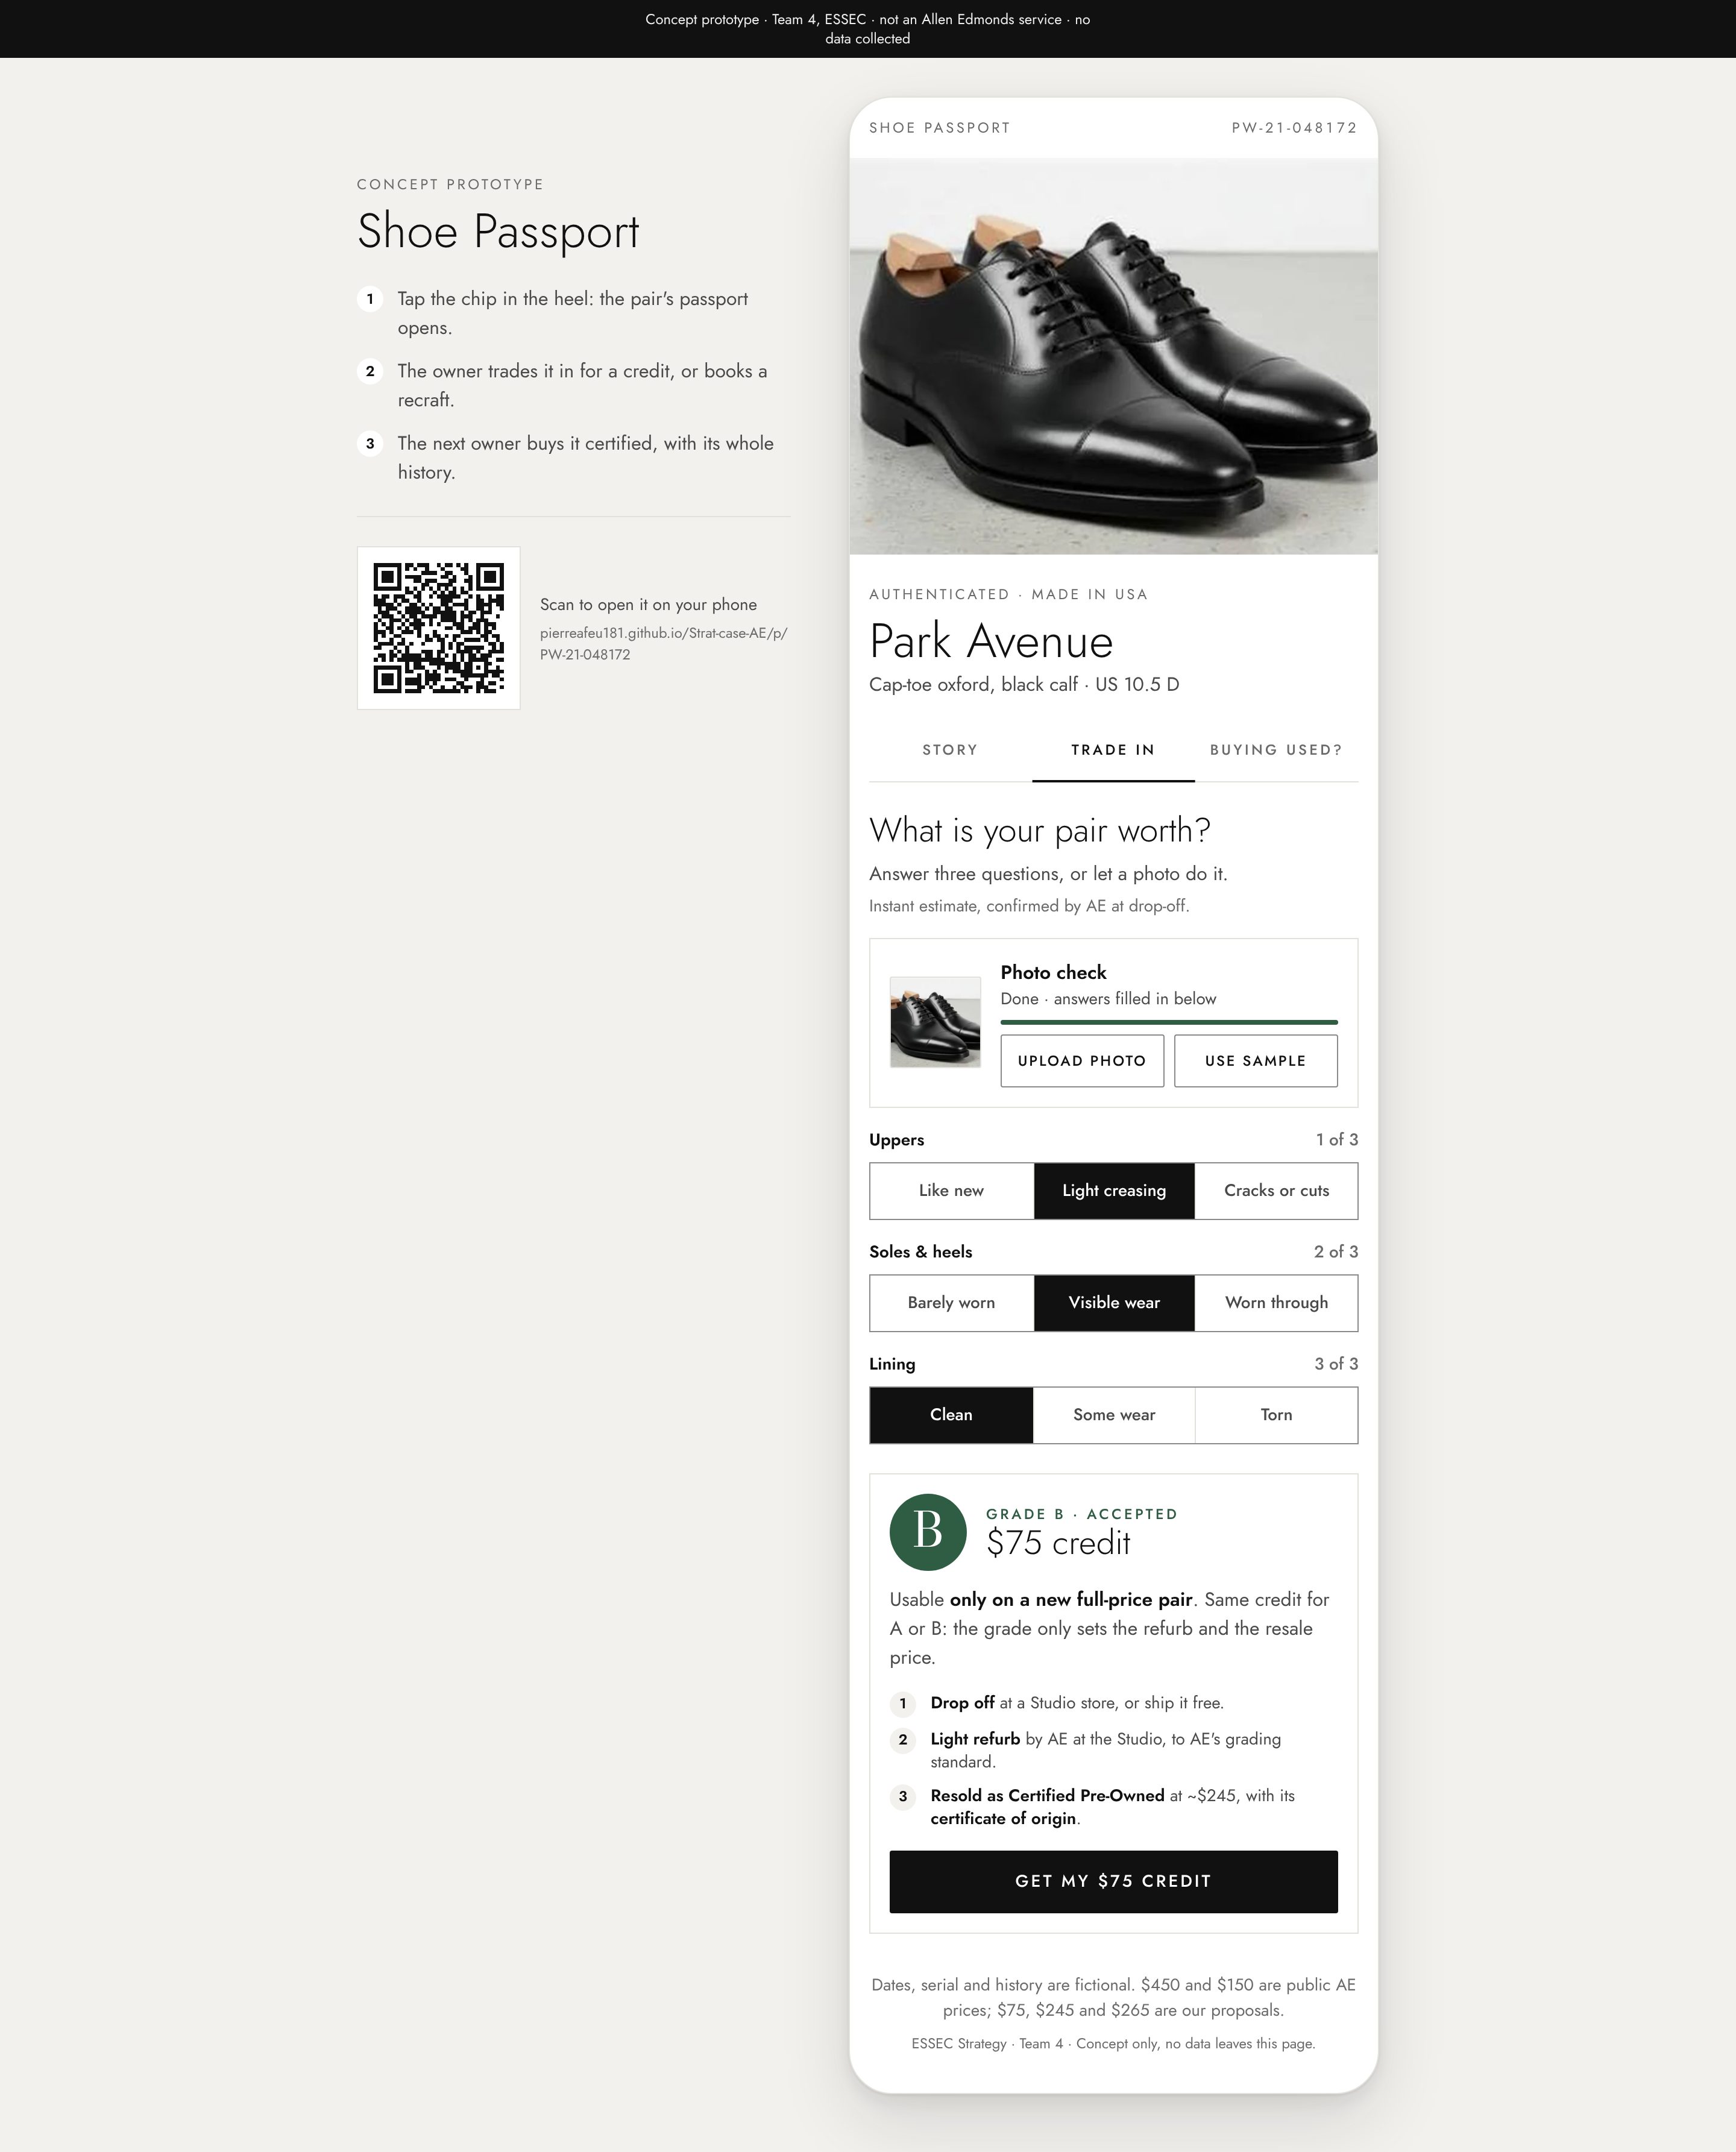 Concept prototype · Team 4, ESSEC · not an Allen Edmonds service · no
data collected
CONCEPT PROTOTYPE
Shoe Passport
1 Tap the chip in the heel: the pair's passport
opens.
2 The owner trades it in for a credit, or books a
recraft.
3 The next owner buys it certified, with its whole
history.
Scan to open it on your phone
pierreafeu181.github.io/Strat-case-AE/p/
PW-21-048172
SHOE PASSPORT PW-21-048172
AUTHENTICATED · MADE IN USA
Park Avenue
Cap-toe oxford, black calf · US 10.5 D
STORY TRADE IN BUYING USED?
What is your pair worth?
Answer three questions, or let a photo do it.
Instant estimate, confirmed by AE at drop-off.
Photo check
Done · answers filled in below
UPLOAD PHOTO USE SAMPLE
Uppers 1 of 3
Like new Light creasing Cracks or cuts
Soles & heels 2 of 3
Barely worn Visible wear Worn through
Lining 3 of 3
Clean Some wear Torn
B
GRADE B · ACCEPTED
$75 credit
Usable only on a new full-price pair. Same credit for
A or B: the grade only sets the refurb and the resale
price.
1 Drop off at a Studio store, or ship it free.
2 Light refurb by AE at the Studio, to AE's grading
standard.
3 Resold as Certified Pre-Owned at ~$245, with its
certificate of origin.
GET MY $75 CREDIT
Dates, serial and history are fictional. $450 and $150 are public AE
prices; $75, $245 and $265 are our proposals.
ESSEC Strategy · Team 4 · Concept only, no data leaves this page.